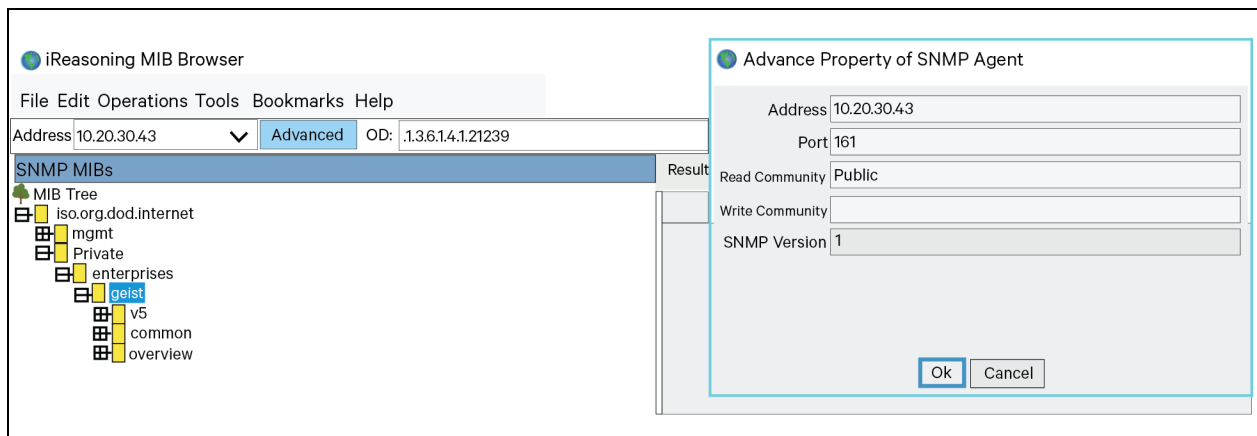 iReasoning MIB Browser
File Edit Operations Tools Bookmarks Help
Address 10.20.30.43 Advanced OD: .1.3.6.1.4.1.21239
SNMP MIBs
Result
MIB Tree
iso.org.dod.internet
mgmt
Private
enterprises
geist
v5
common
overview
Advance Property of SNMP Agent
Address 10.20.30.43
Port 161
Read Community Public
Write Community
SNMP Version 1
Ok Cancel